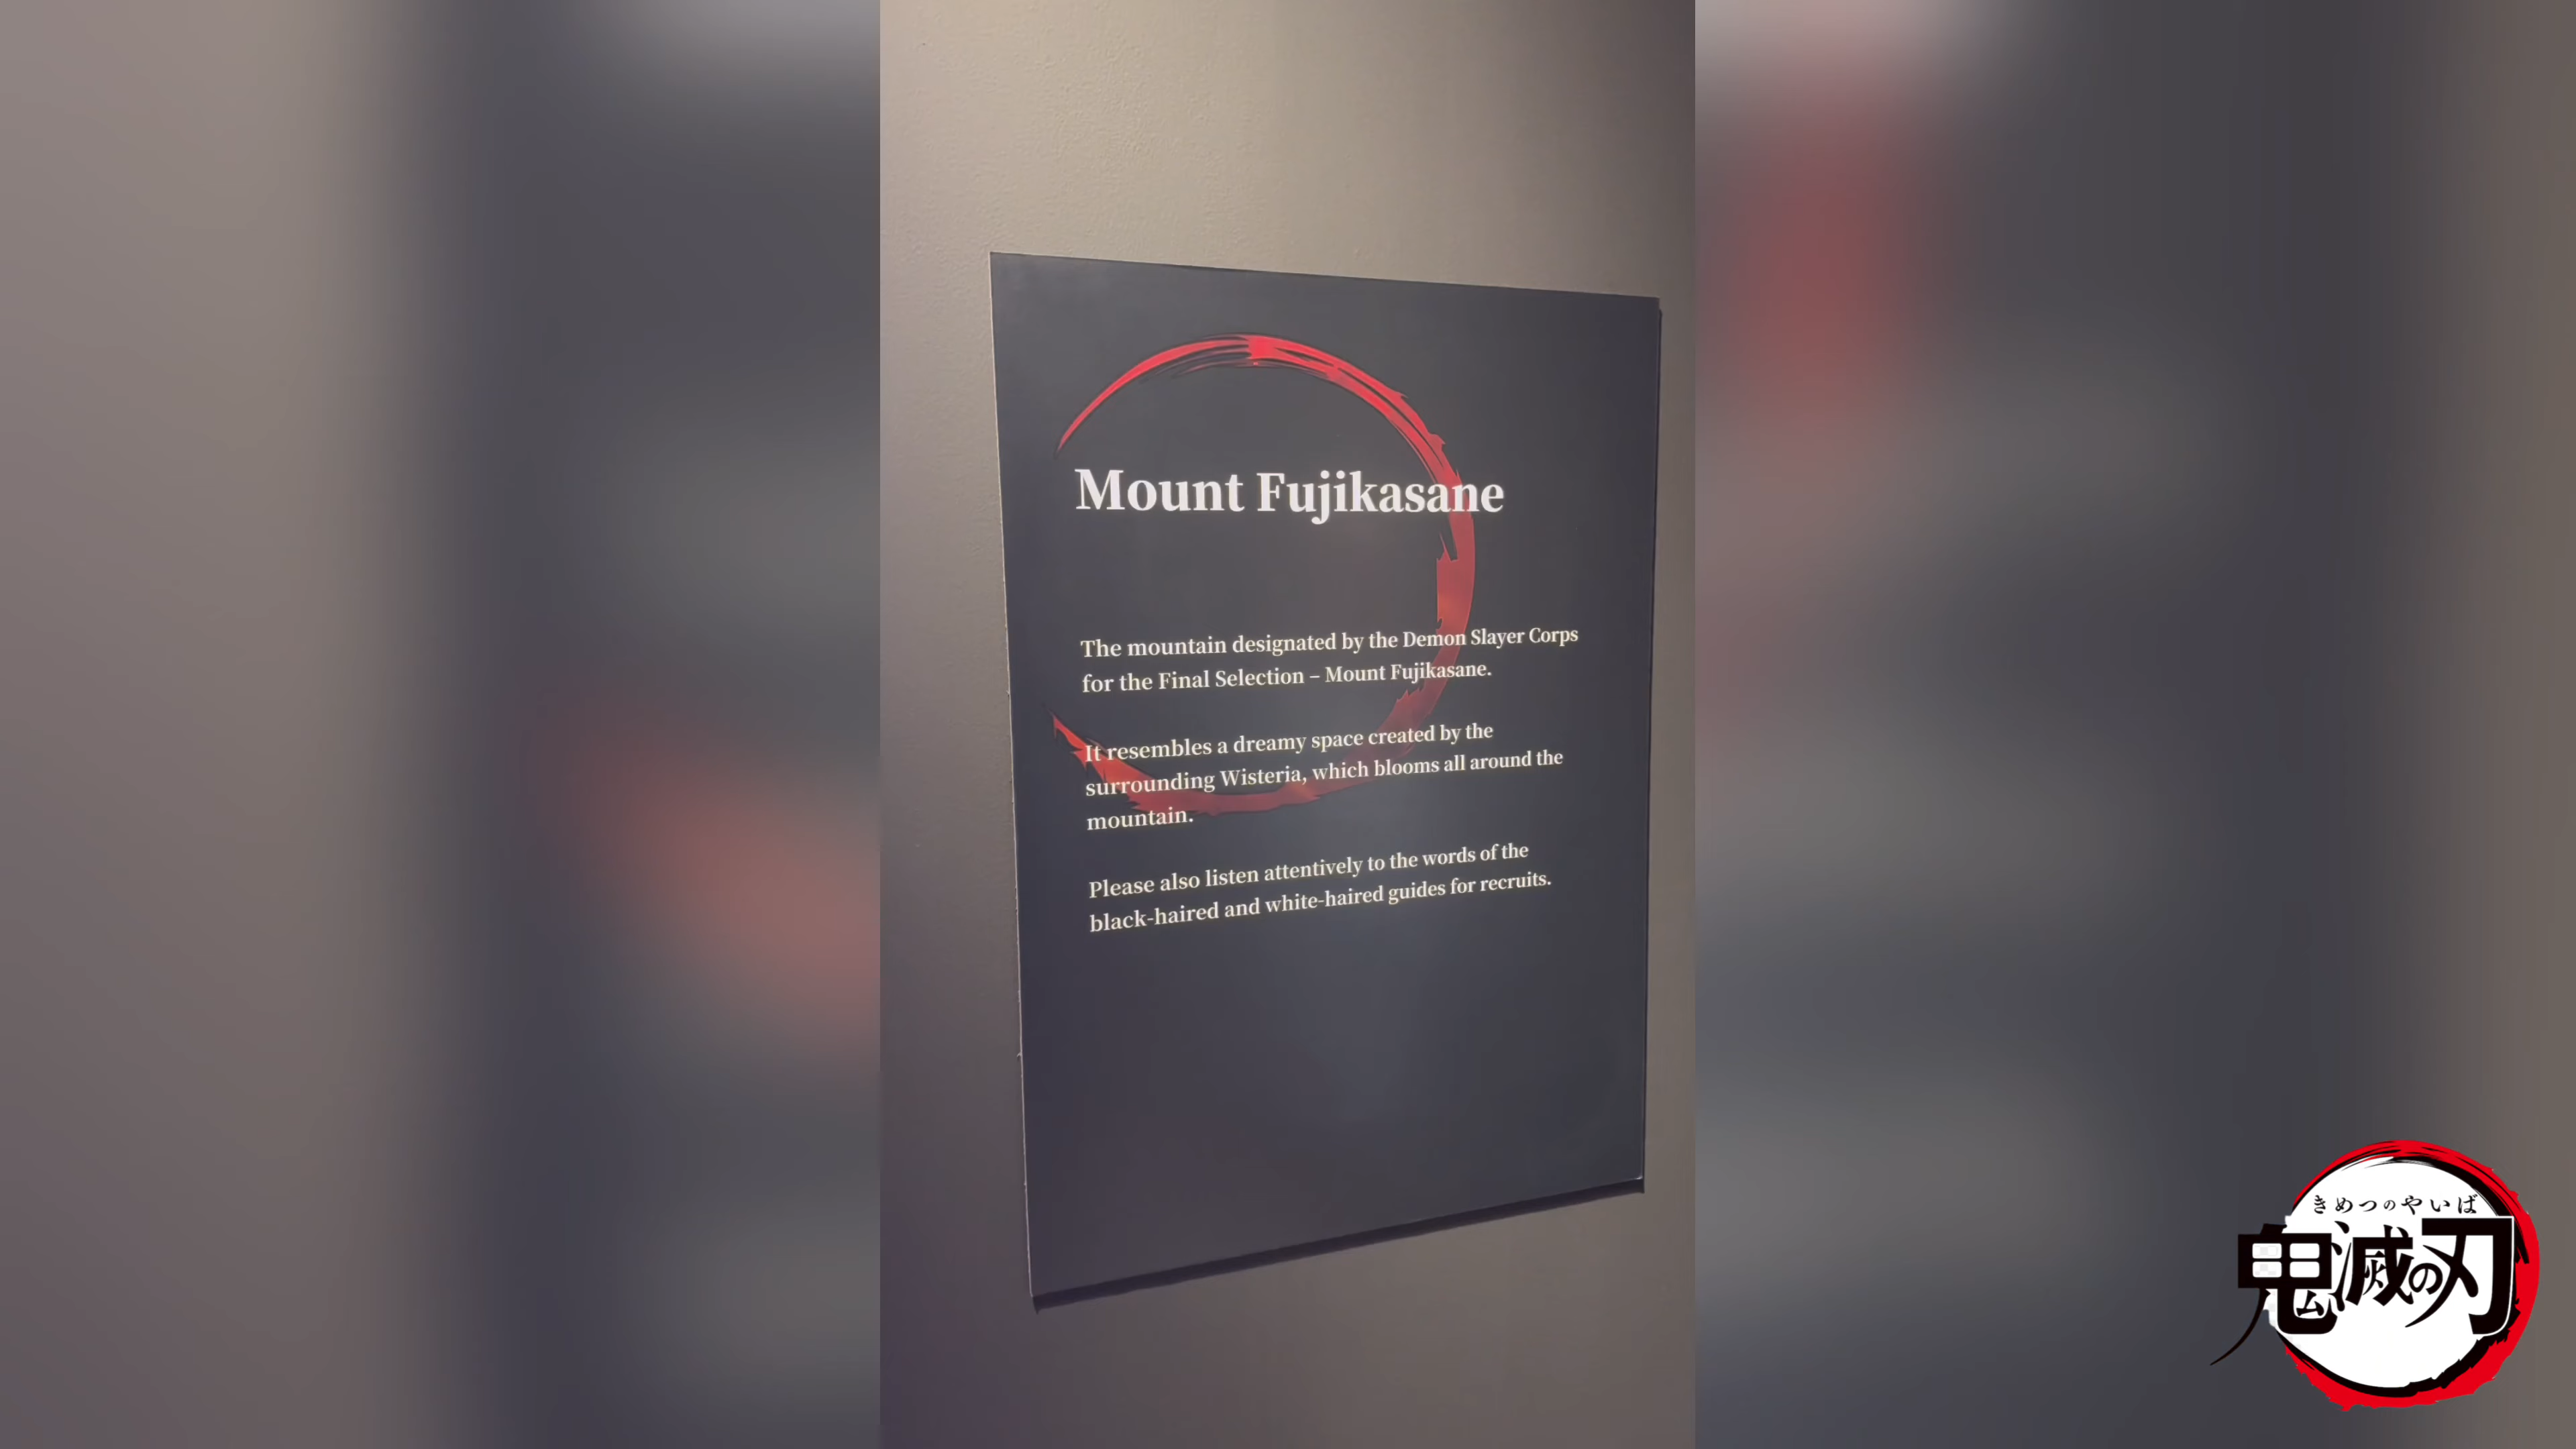 Mount Fujikasane
The mountain designated by the Demon Slayer Corps
for the Final Selection – Mount Fujikasane.
It resembles a dreamy space created by the
surrounding Wisteria, which blooms all around the
mountain.
Please also listen attentively to the words of the
black-haired and white-haired guides for recruits.
きめつのやいば
鬼滅の刃